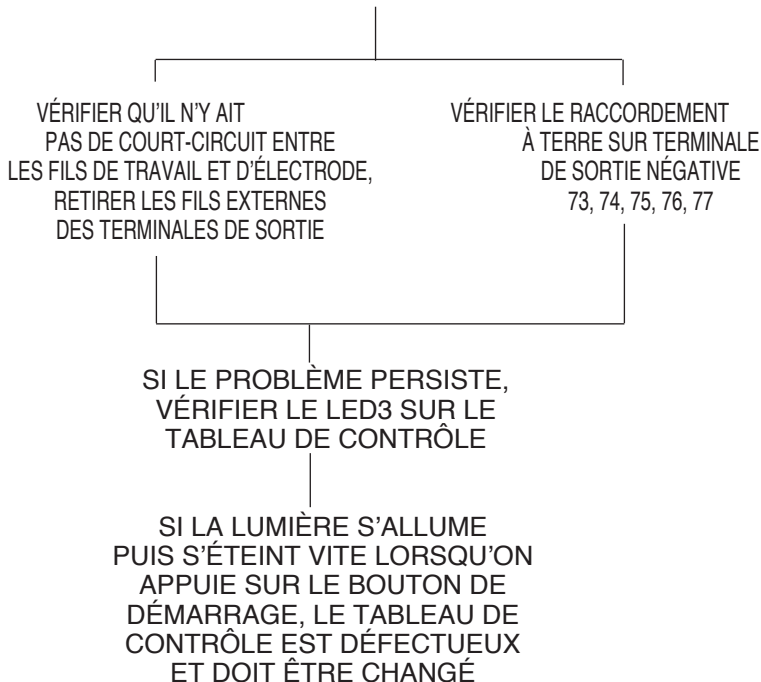 VÉRIFIER QU'IL N'Y AIT
PAS DE COURT-CIRCUIT ENTRE
LES FILS DE TRAVAIL ET D'ÉLECTRODE,
RETIRER LES FILS EXTERNES
DES TERMINALES DE SORTIE
VÉRIFIER LE RACCORDEMENT
À TERRE SUR TERMINALE
DE SORTIE NÉGATIVE
73, 74, 75, 76, 77
SI LE PROBLÈME PERSISTE,
VÉRIFIER LE LED3 SUR LE
TABLEAU DE CONTRÔLE
SI LA LUMIÈRE S'ALLUME
PUIS S'ÉTEINT VITE LORSQU'ON
APPUIE SUR LE BOUTON DE
DÉMARRAGE, LE TABLEAU DE
CONTRÔLE EST DÉFECTUEUX
ET DOIT ÊTRE CHANGÉ